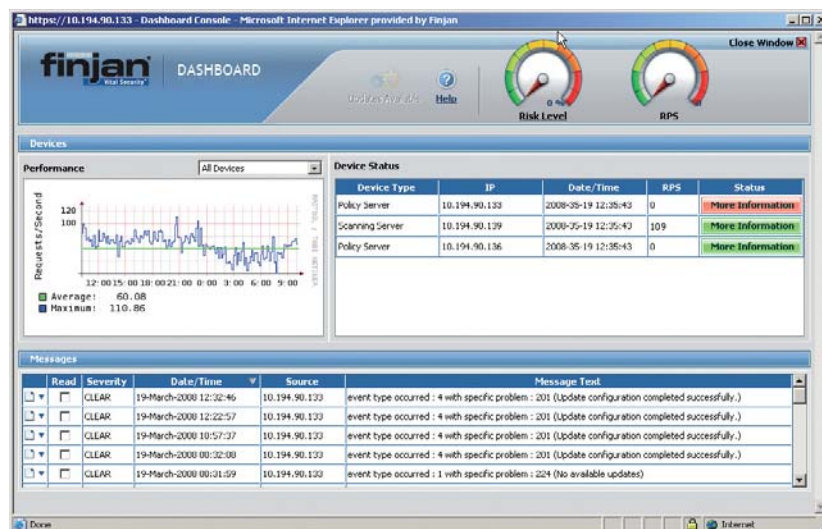 https://10.194.90.133 - Dashboard Console - Microsoft Internet Explorer provided by Finjan
Close Window
finjan
Vital Security
DASHBOARD
Updates Available
Help
0 %
Risk Level
RPS
Devices
Performance
All Devices
Device Status
Requests/Second
120
100
12:00 15:00 18:00 21:00 0:00 3:00 6:00 9:00
Average: 60.08
Maximum: 110.86
Device Type IP Date/Time RPS Status
Policy Server 10.194.90.133 2008-35-19 12:35:43 0 More Information
Scanning Server 10.194.90.139 2008-35-19 12:35:43 109 More Information
Policy Server 10.194.90.136 2008-35-19 12:35:43 0 More Information
Messages
Read Severity Date/Time Source Message Text
CLEAR 19-March-2008 12:32:46 10.194.90.133 event type occurred : 4 with specific problem : 201 (Update configuration completed successfully.)
CLEAR 19-March-2008 12:22:57 10.194.90.133 event type occurred : 4 with specific problem : 201 (Update configuration completed successfully.)
CLEAR 19-March-2008 10:57:37 10.194.90.133 event type occurred : 4 with specific problem : 201 (Update configuration completed successfully.)
CLEAR 19-March-2008 00:32:08 10.194.90.133 event type occurred : 4 with specific problem : 201 (Update configuration completed successfully.)
CLEAR 19-March-2008 00:31:59 10.194.90.133 event type occurred : 1 with specific problem : 224 (No available updates)
Done
Internet